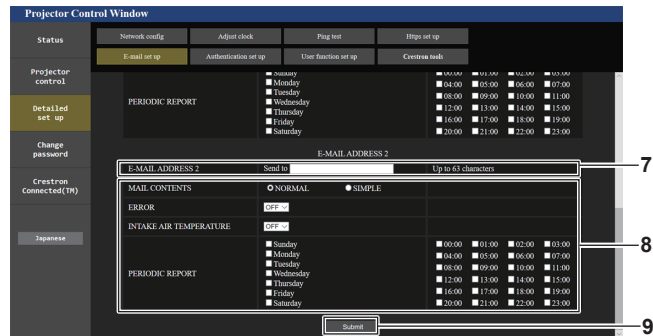 Projector Control Window
Status
Projector control
Detailed set up
Change password
Crestron Connected(TM)
Japanese
Network config Adjust clock Ping test Https set up
E-mail set up Authentication set up User function set up Crestron tools
PERIODIC REPORT
Sunday
Monday
Tuesday
Wednesday
Thursday
Friday
Saturday
00:00 01:00 02:00 03:00
04:00 05:00 06:00 07:00
08:00 09:00 10:00 11:00
12:00 13:00 14:00 15:00
16:00 17:00 18:00 19:00
20:00 21:00 22:00 23:00
E-MAIL ADDRESS 2
E-MAIL ADDRESS 2 Send to Up to 63 characters
7
MAIL CONTENTS NORMAL SIMPLE
ERROR OFF
INTAKE AIR TEMPERATURE OFF
8
PERIODIC REPORT
Sunday
Monday
Tuesday
Wednesday
Thursday
Friday
Saturday
00:00 01:00 02:00 03:00
04:00 05:00 06:00 07:00
08:00 09:00 10:00 11:00
12:00 13:00 14:00 15:00
16:00 17:00 18:00 19:00
20:00 21:00 22:00 23:00
Submit
9